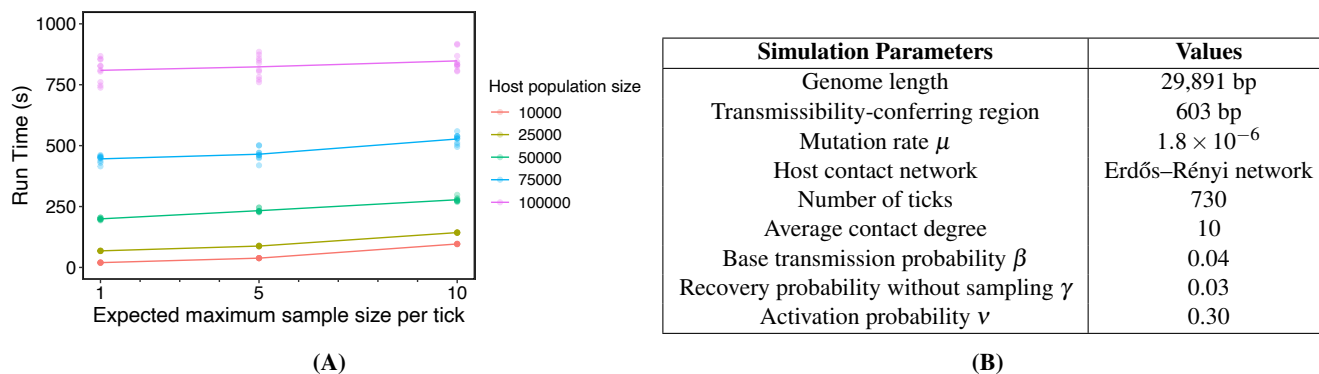 1000
750
500
250
0
Run Time (s)
1
5
10
Expected maximum sample size per tick
Host population size
10000
25000
50000
75000
100000
(A)
Simulation Parameters Values
Genome length 29,891 bp
Transmissibility-conferring region 603 bp
Mutation rate μ 1.8 × 10⁻⁶
Host contact network Erdős–Rényi network
Number of ticks 730
Average contact degree 10
Base transmission probability β 0.04
Recovery probability without sampling γ 0.03
Activation probability ν 0.30
(B)